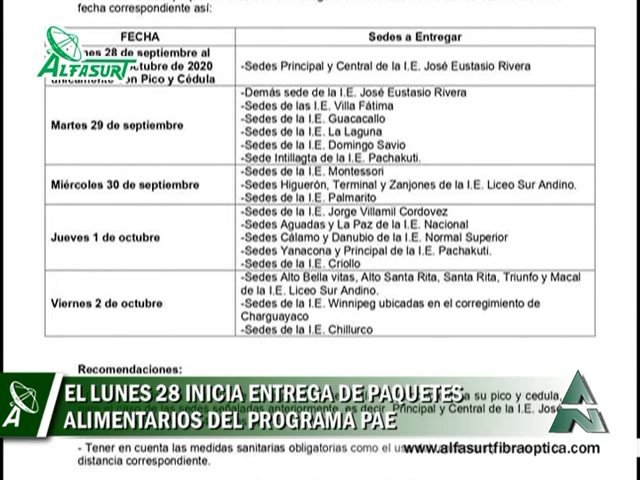 fecha correspondiente así:
FECHA
Sedes a Entregar
nes 28 de septiembre al
tubre de 2020
on Pico y Cédula
-Sedes Principal y Central de la I.E. José Eustasio Rivera
Martes 29 de septiembre
-Demás sede de la I.E. José Eustasio Rivera
-Sedes de las I.E. Villa Fátima
-Sedes de la I.E. Guacacallo
-Sedes de la I.E. La Laguna
-Sedes de la I.E. Domingo Savio
-Sede Intillagta de la I.E. Pachakuti.
Miércoles 30 de septiembre
-Sedes de la I.E. Montessori
-Sedes Higuerón, Terminal y Zanjones de la I.E. Liceo Sur Andino.
-Sedes de la I.E. Palmarito
Jueves 1 de octubre
-Sedes de la I.E. Jorge Villamil Cordovez
-Sedes Aguadas y La Paz de la I.E. Nacional
-Sedes Cálamo y Danubio de la I.E. Normal Superior
-Sedes Yanacona y Principal de la I.E. Pachakuti.
-Sedes de la I.E. Criollo
Viernes 2 de octubre
-Sedes Alto Bella vitas, Alto Santa Rita, Santa Rita, Triunfo y Macal
de la I.E. Liceo Sur Andino.
-Sedes de la I.E. Winnipeg ubicadas en el corregimiento de
Charguayaco
-Sedes de la I.E. Chillurco
ALFASURT
Recomendaciones:
su pico y cedula,
es decir, Principal y Central de la I.E. José
EL LUNES 28 INICIA ENTREGA DE PAQUETES
ALIMENTARIOS DEL PROGRAMA PAE
- Tener en cuenta las medidas sanitarias obligatorias como el
www.alfasurtfibraoptica.com
distancia correspondiente.